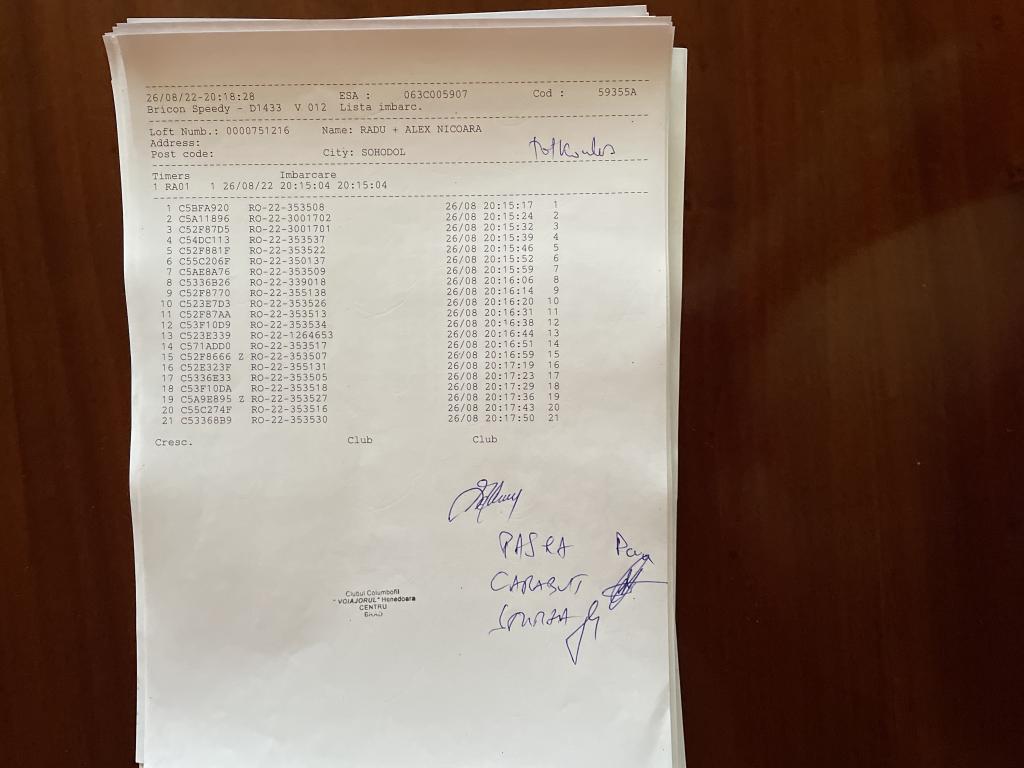 26/08/22-20:18:28 ESA : 063C005907 Cod : 59355A
Bricon Speedy - D1433 V 012 Lista imbarc.
Loft Numb.: 0000751216 Name: RADU + ALEX NICOARA
Address:
Post code: City: SOHODOL
Timers Imbarcare
1 RA01 1 26/08/22 20:15:04 20:15:04
1 C5BFA920 RO-22-353508 26/08 20:15:17 1
2 C5A11896 RO-22-3001702 26/08 20:15:24 2
3 C52F87D5 RO-22-3001701 26/08 20:15:32 3
4 C54DC113 RO-22-353537 26/08 20:15:39 4
5 C52F881F RO-22-353522 26/08 20:15:46 5
6 C55C206F RO-22-350137 26/08 20:15:52 6
7 C5AE8A76 RO-22-353509 26/08 20:15:59 7
8 C5336B26 RO-22-339018 26/08 20:16:06 8
9 C52F8770 RO-22-355138 26/08 20:16:14 9
10 C523E7D3 RO-22-353526 26/08 20:16:20 10
11 C52F87AA RO-22-353513 26/08 20:16:31 11
12 C53F10D9 RO-22-353534 26/08 20:16:38 12
13 C523E339 RO-22-1264653 26/08 20:16:44 13
14 C571ADD0 RO-22-353517 26/08 20:16:51 14
15 C52F8666 Z RO-22-353507 26/08 20:16:59 15
16 C52E323F RO-22-355131 26/08 20:17:19 16
17 C5336E33 RO-22-353505 26/08 20:17:23 17
18 C53F10DA RO-22-353518 26/08 20:17:29 18
19 C5A9E895 Z RO-22-353527 26/08 20:17:36 19
20 C55C274F RO-22-353516 26/08 20:17:43 20
21 C53368B9 RO-22-353530 26/08 20:17:50 21
Cresc. Club Club
Clubul Columbofil
"VOIAJORUL" Hunedoara
CENTRU
BRAD